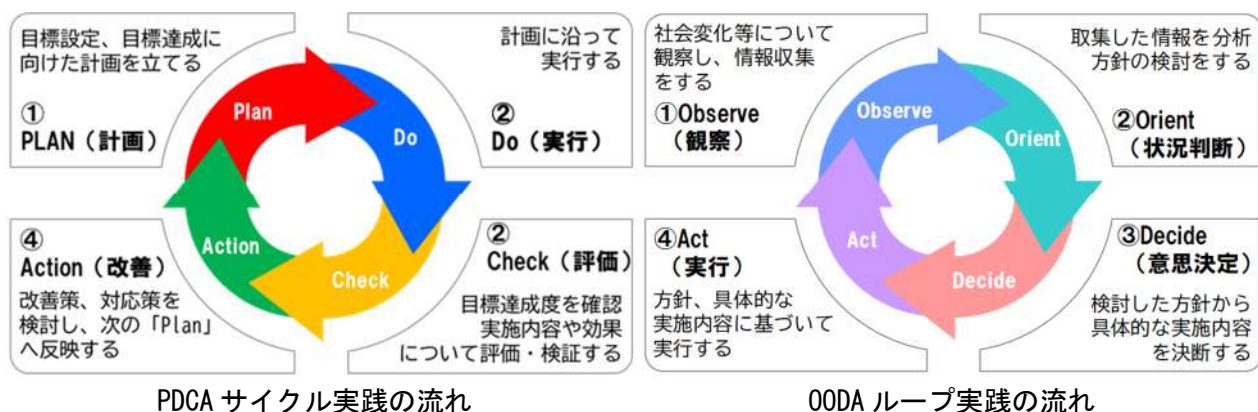 目標設定、目標達成に
向けた計画を立てる
①
PLAN（計画）
計画に沿って
実行する
②
Do（実行）
Plan
Do
Check
Action
④
Action（改善）
改善策、対応策を
検討し、次の「Plan」
へ反映する
②
Check（評価）
目標達成度を確認
実施内容や効果
について評価・検証する
PDCA サイクル実践の流れ
社会変化等について
観察し、情報収集
をする
①Observe
（観察）
取集した情報を分析
方針の検討をする
②Orient
（状況判断）
Observe
Orient
Decide
Act
④Act
（実行）
方針、具体的な
実施内容に基づいて
実行する
③Decide
（意思決定）
検討した方針から
具体的な実施内容
を決断する
OODA ループ実践の流れ